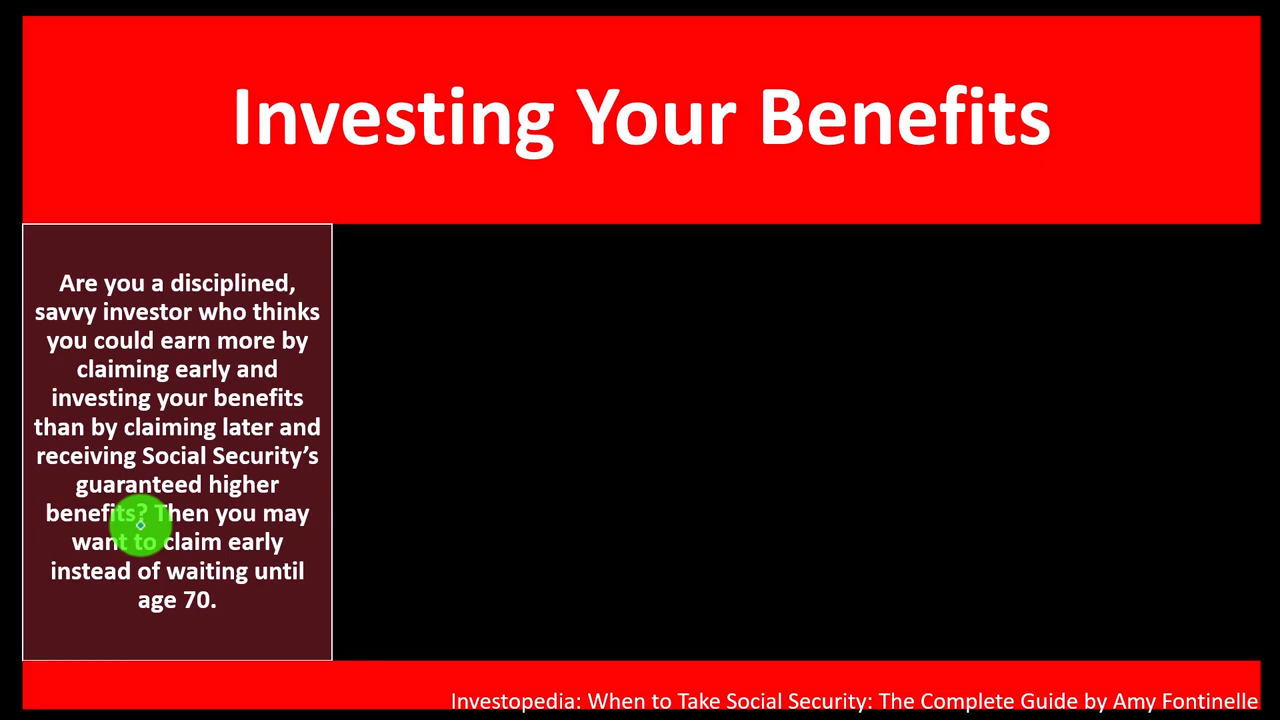 Investing Your Benefits
Are you a disciplined,
savvy investor who thinks
you could earn more by
claiming early and
investing your benefits
than by claiming later and
receiving Social Security’s
guaranteed higher
benefits? Then you may
want to claim early
instead of waiting until
age 70.
Investopedia: When to Take Social Security: The Complete Guide by Amy Fontinelle